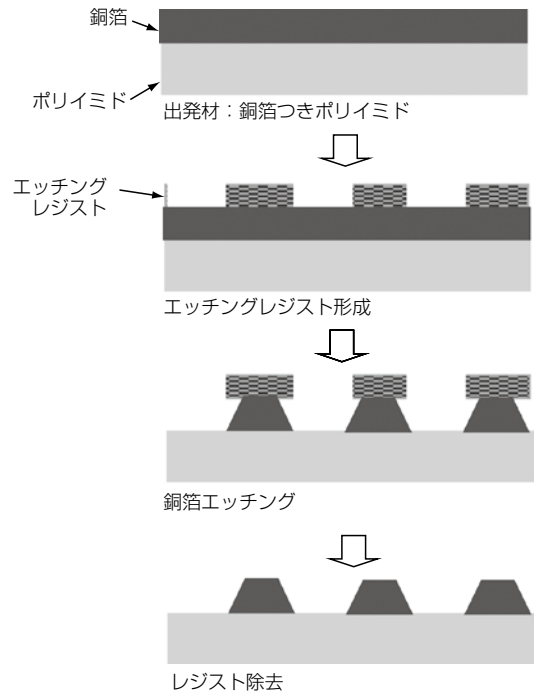 銅箔
ポリイミド
出発材：銅箔つきポリイミド
エッチング
レジスト
エッチングレジスト形成
銅箔エッチング
レジスト除去